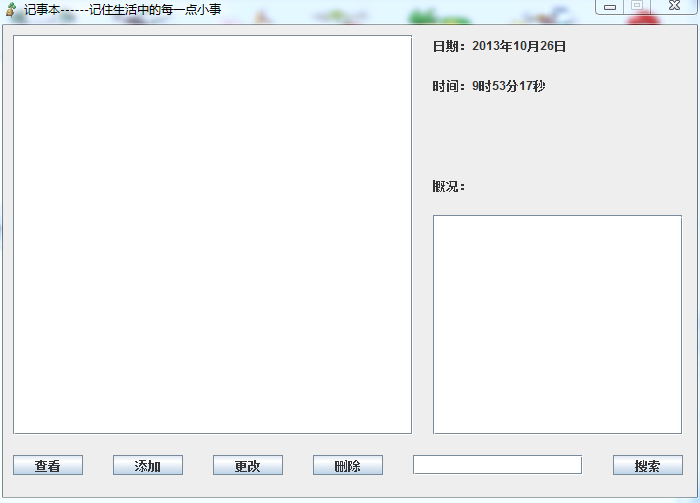 记事本------记住生活中的每一点小事
日期：2013年10月26日
时间：9时53分17秒
概况：
查看 添加 更改 删除 搜索